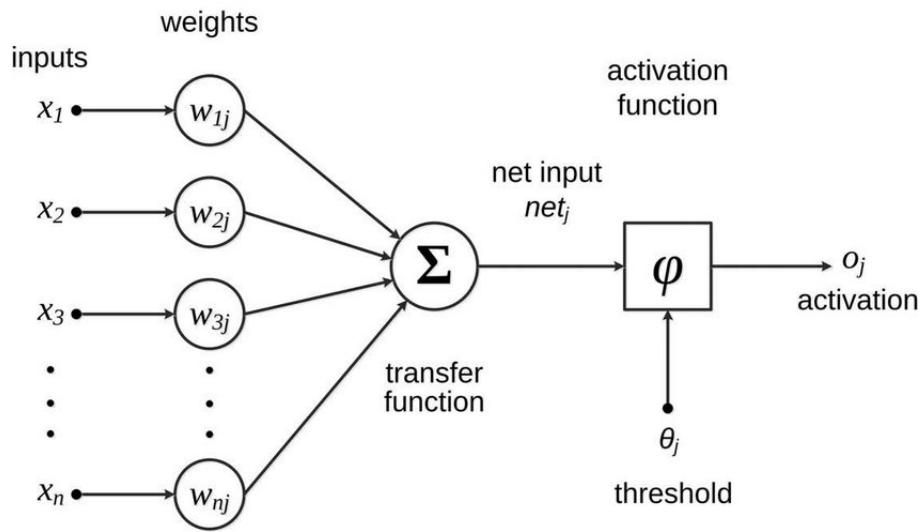 weights
inputs
activation
function
x1
w1j
net input
netj
x2
w2j
Σ
φ
oj
activation
x3
w3j
transfer
function
θj
threshold
xn
wnj